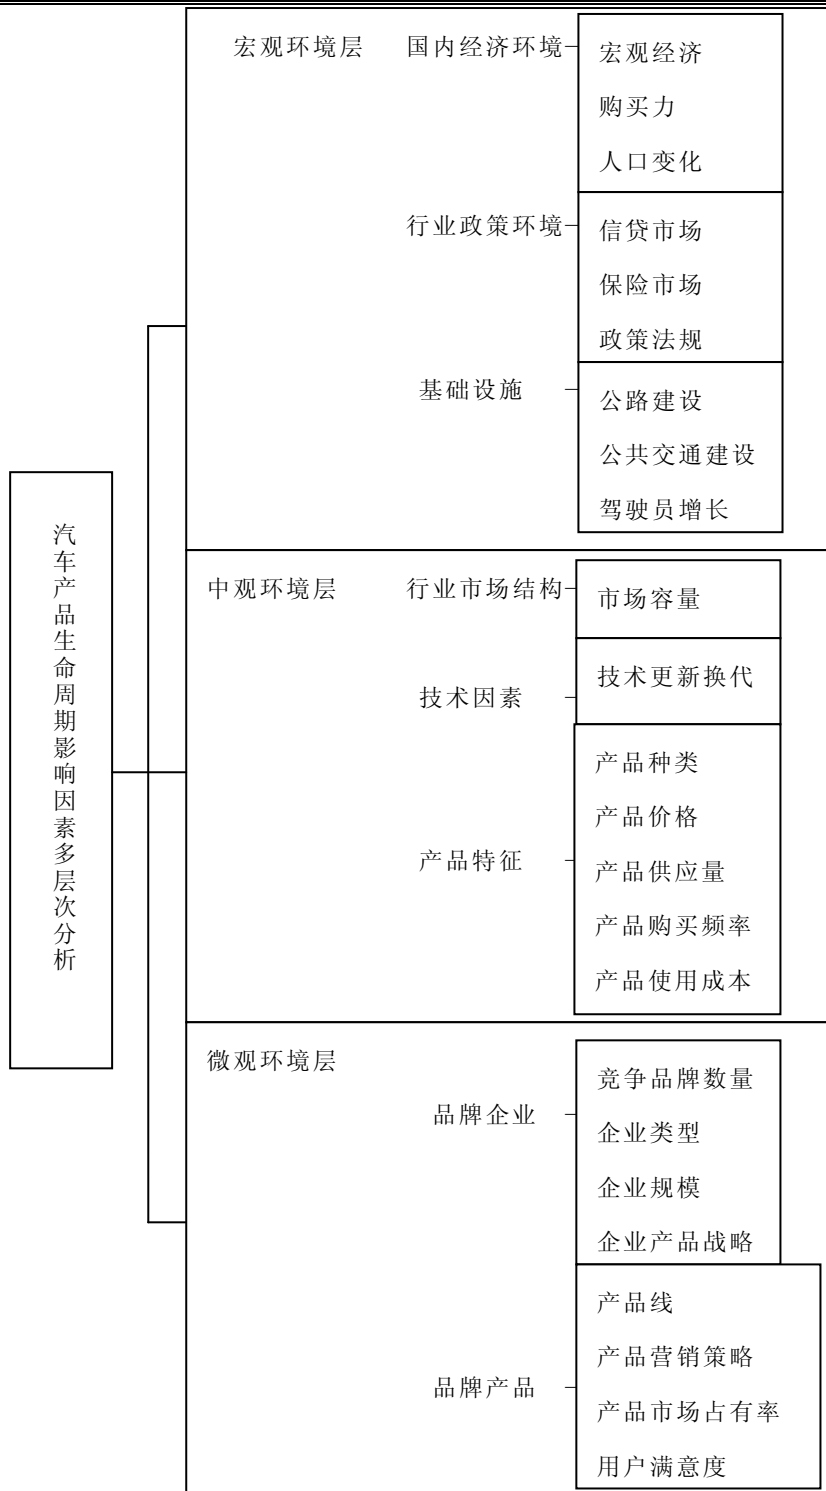 汽车产品生命周期影响因素多层次分析
宏观环境层
国内经济环境
宏观经济
购买力
人口变化
行业政策环境
信贷市场
保险市场
政策法规
基础设施
公路建设
公共交通建设
驾驶员增长
中观环境层
行业市场结构
市场容量
技术因素
技术更新换代
产品特征
产品种类
产品价格
产品供应量
产品购买频率
产品使用成本
微观环境层
品牌企业
竞争品牌数量
企业类型
企业规模
企业产品战略
品牌产品
产品线
产品营销策略
产品市场占有率
用户满意度